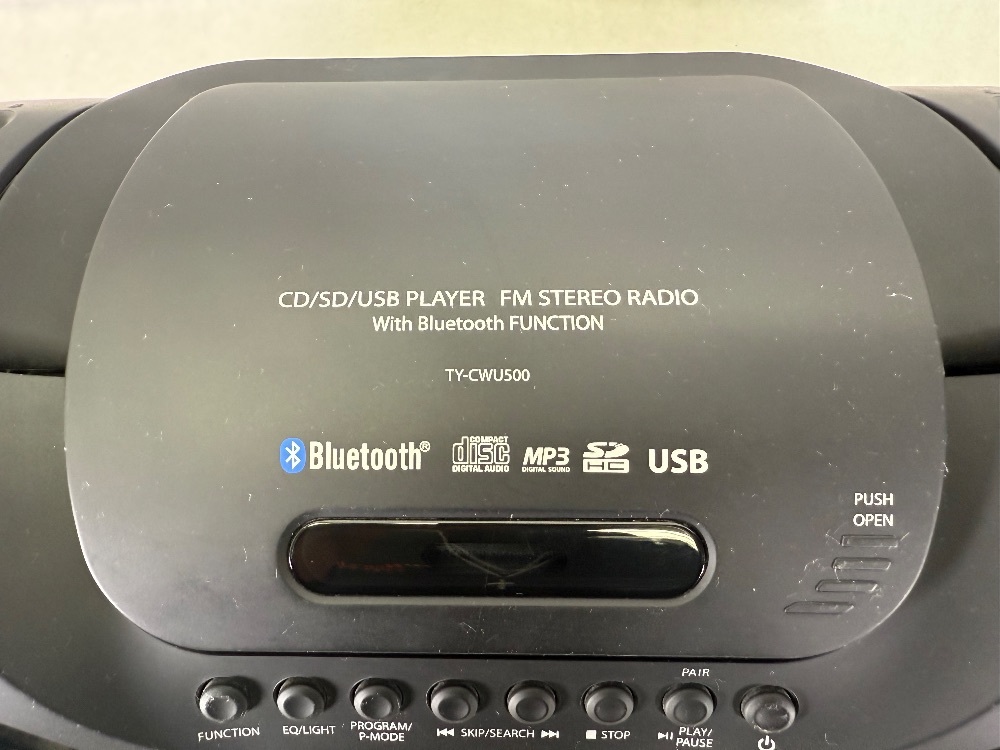 CD/SD/USB PLAYER FM STEREO RADIO
With Bluetooth FUNCTION
TY-CWU500
Bluetooth®
COMPACT
disc
DIGITAL AUDIO
MP3
DIGITAL SOUND
SD
HC
USB
PUSH
OPEN
PAIR
FUNCTION
EQ/LIGHT
PROGRAM/
P-MODE
SKIP/SEARCH
STOP
PLAY/
PAUSE